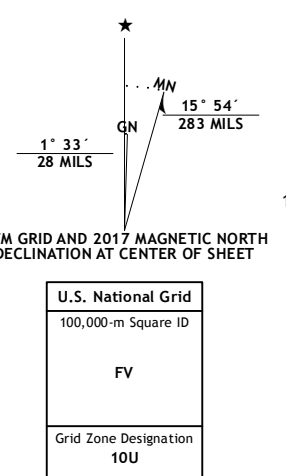 ★
MN
15° 54´
283 MILS
GN
1° 33´
28 MILS
TM GRID AND 2017 MAGNETIC NORTH
DECLINATION AT CENTER OF SHEET
U.S. National Grid
100,000-m Square ID
FV
Grid Zone Designation
10U